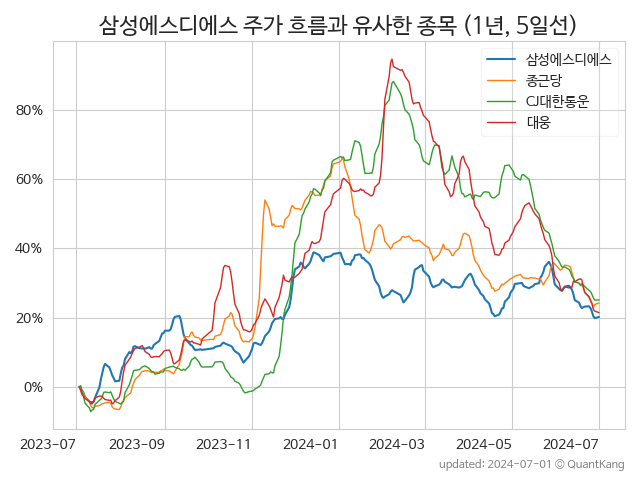 삼성에스디에스 주가 흐름과 유사한 종목 (1년, 5일선)
삼성에스디에스
종근당
CJ대한통운
대웅
80%
60%
40%
20%
0%
2023-07 2023-09 2023-11 2024-01 2024-03 2024-05 2024-07
updated: 2024-07-01 © QuantKang